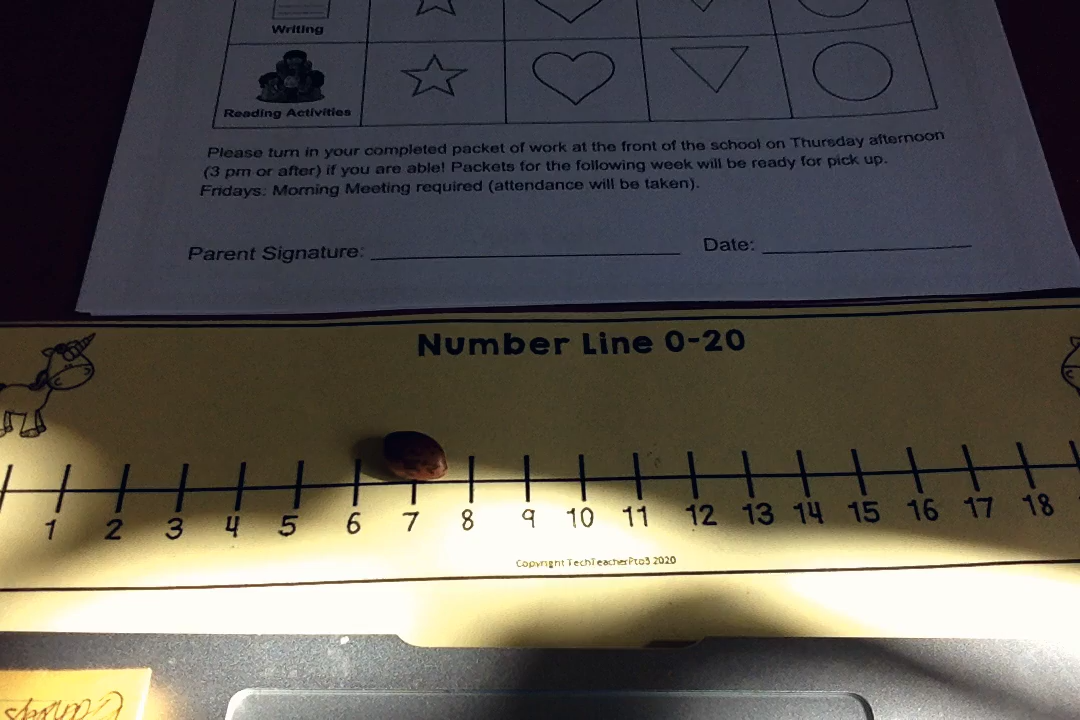 Writing
Reading Activities
Please turn in your completed packet of work at the front of the school on Thursday afternoon
(3 pm or after) if you are able! Packets for the following week will be ready for pick up.
Fridays: Morning Meeting required (attendance will be taken).
Parent Signature: Date:
Number Line 0-20
1 2 3 4 5 6 7 8 9 10 11 12 13 14 15 16 17 18
Copyright TechTeacherPto3 2020